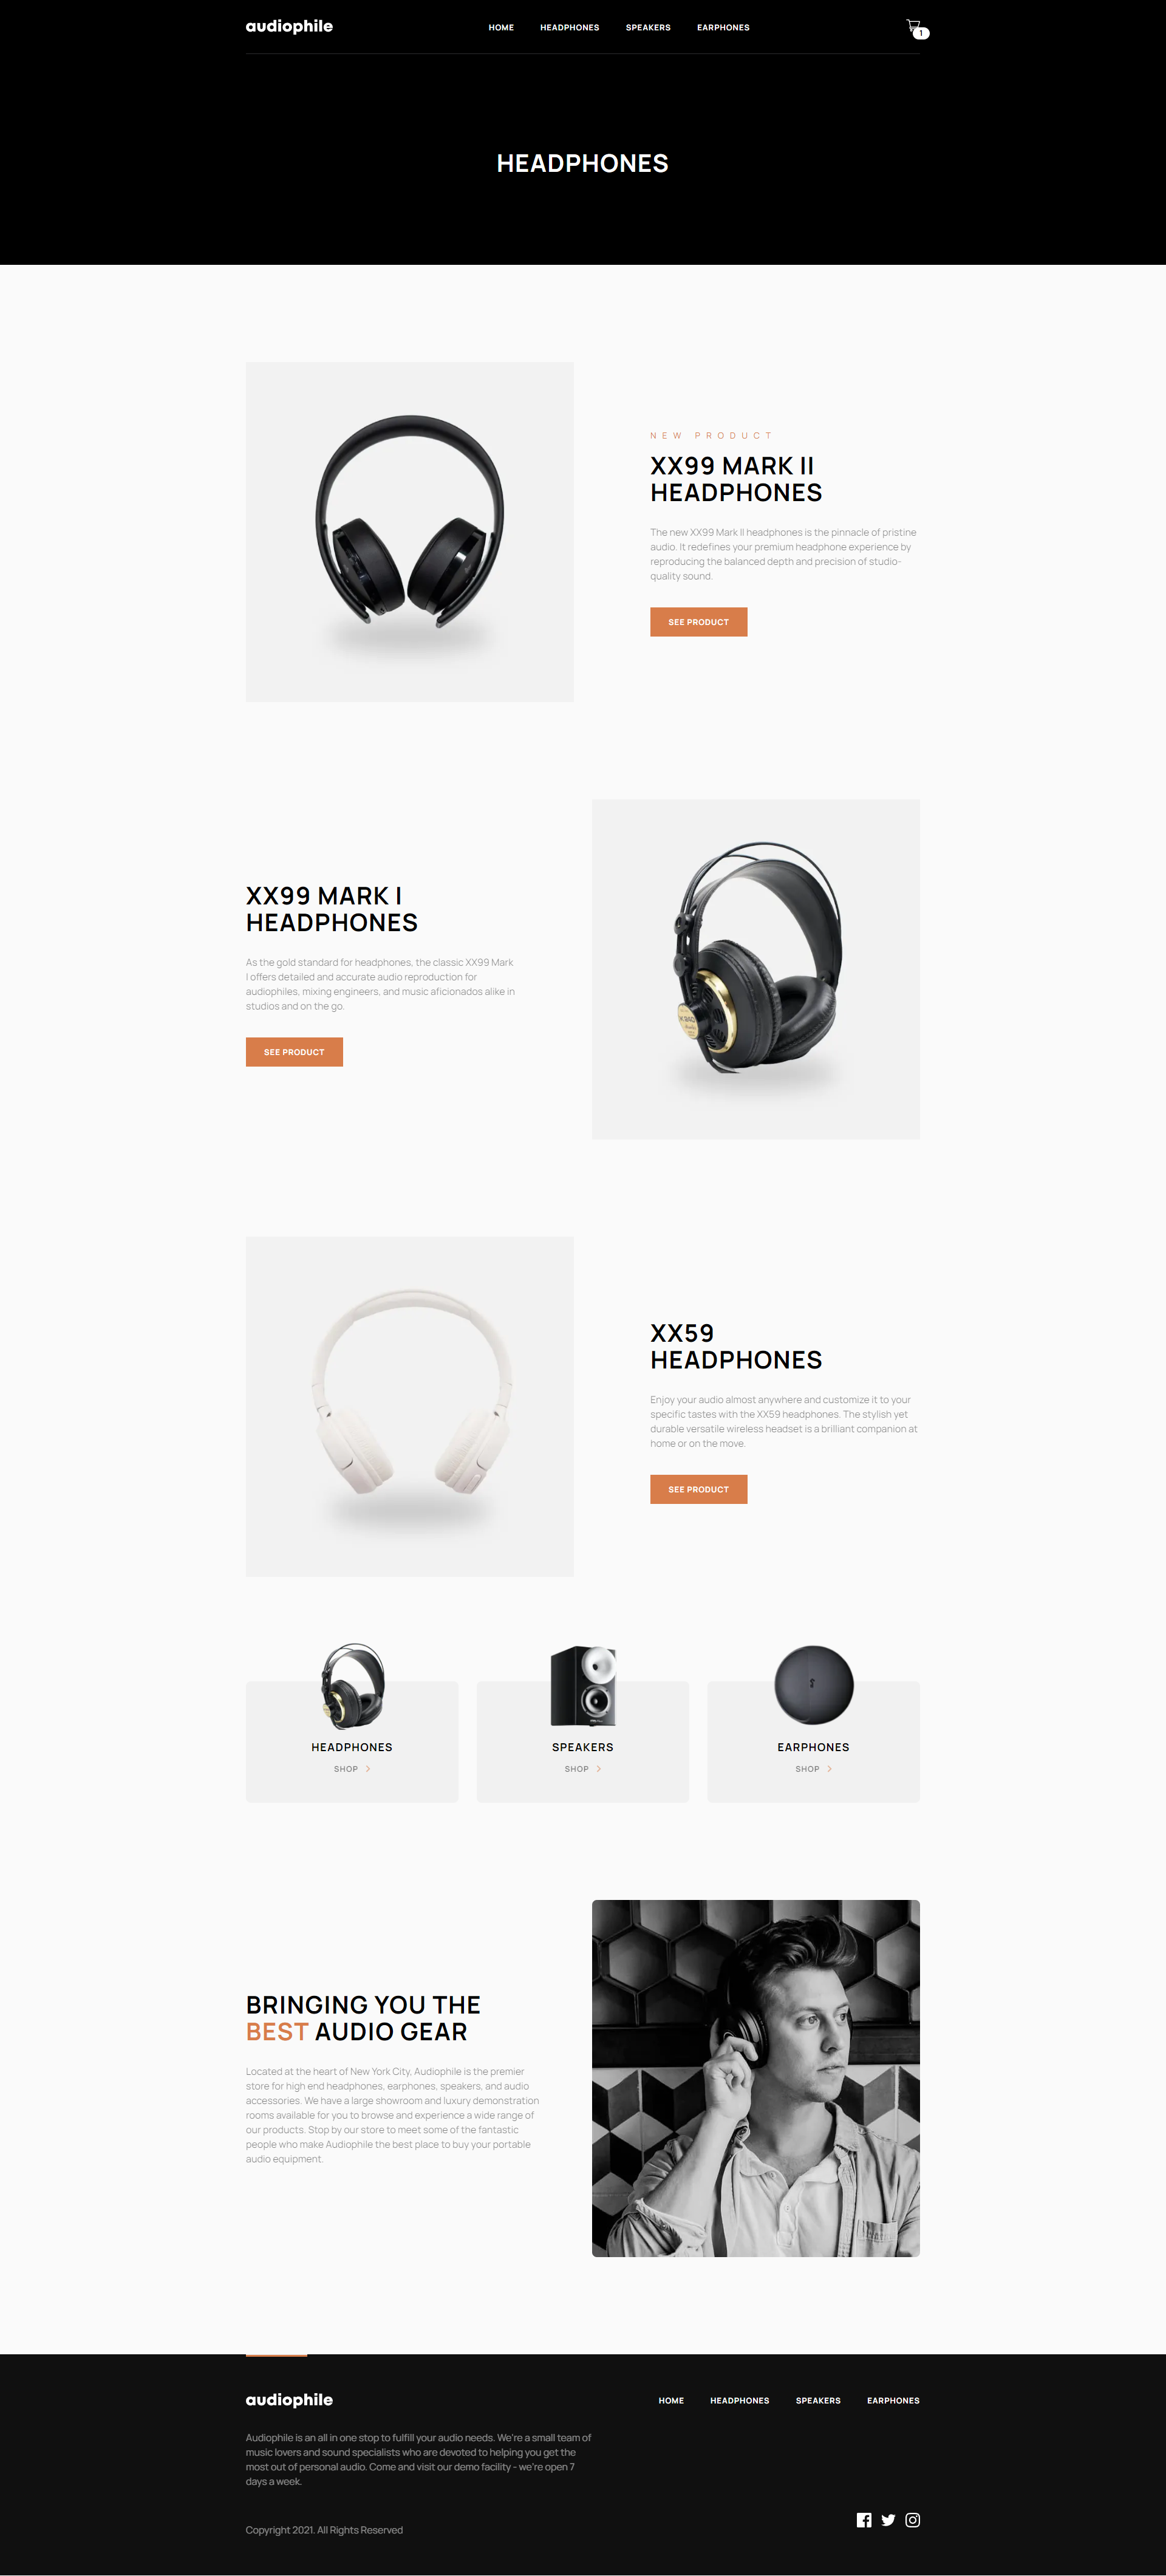 audiophile
HOME HEADPHONES SPEAKERS EARPHONES
1
HEADPHONES
NEW PRODUCT
XX99 MARK II
HEADPHONES
The new XX99 Mark II headphones is the pinnacle of pristine
audio. It redefines your premium headphone experience by
reproducing the balanced depth and precision of studio-
quality sound.
SEE PRODUCT
XX99 MARK I
HEADPHONES
As the gold standard for headphones, the classic XX99 Mark
I offers detailed and accurate audio reproduction for
audiophiles, mixing engineers, and music aficionados alike in
studios and on the go.
SEE PRODUCT
XX59
HEADPHONES
Enjoy your audio almost anywhere and customize it to your
specific tastes with the XX59 headphones. The stylish yet
durable versatile wireless headset is a brilliant companion at
home or on the move.
SEE PRODUCT
HEADPHONES
SHOP
SPEAKERS
SHOP
EARPHONES
SHOP
BRINGING YOU THE
BEST AUDIO GEAR
Located at the heart of New York City, Audiophile is the premier
store for high end headphones, earphones, speakers, and audio
accessories. We have a large showroom and luxury demonstration
rooms available for you to browse and experience a wide range of
our products. Stop by our store to meet some of the fantastic
people who make Audiophile the best place to buy your portable
audio equipment.
audiophile
HOME HEADPHONES SPEAKERS EARPHONES
Audiophile is an all in one stop to fulfill your audio needs. We're a small team of
music lovers and sound specialists who are devoted to helping you get the
most out of personal audio. Come and visit our demo facility - we're open 7
days a week.
Copyright 2021. All Rights Reserved